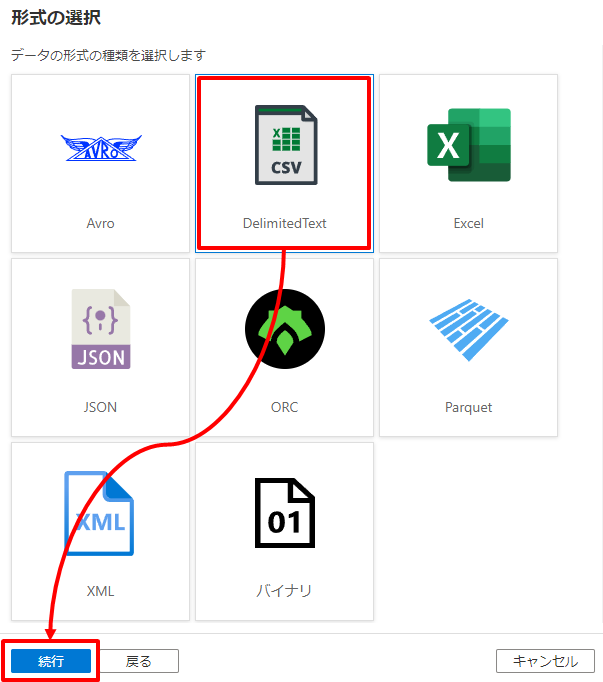 形式の選択
データの形式の種類を選択します
AVRO
X
CSV
X
Avro
DelimitedText
Excel
{;}
JSON
JSON
ORC
Parquet
XML
01
XML
バイナリ
続行
戻る
キャンセル